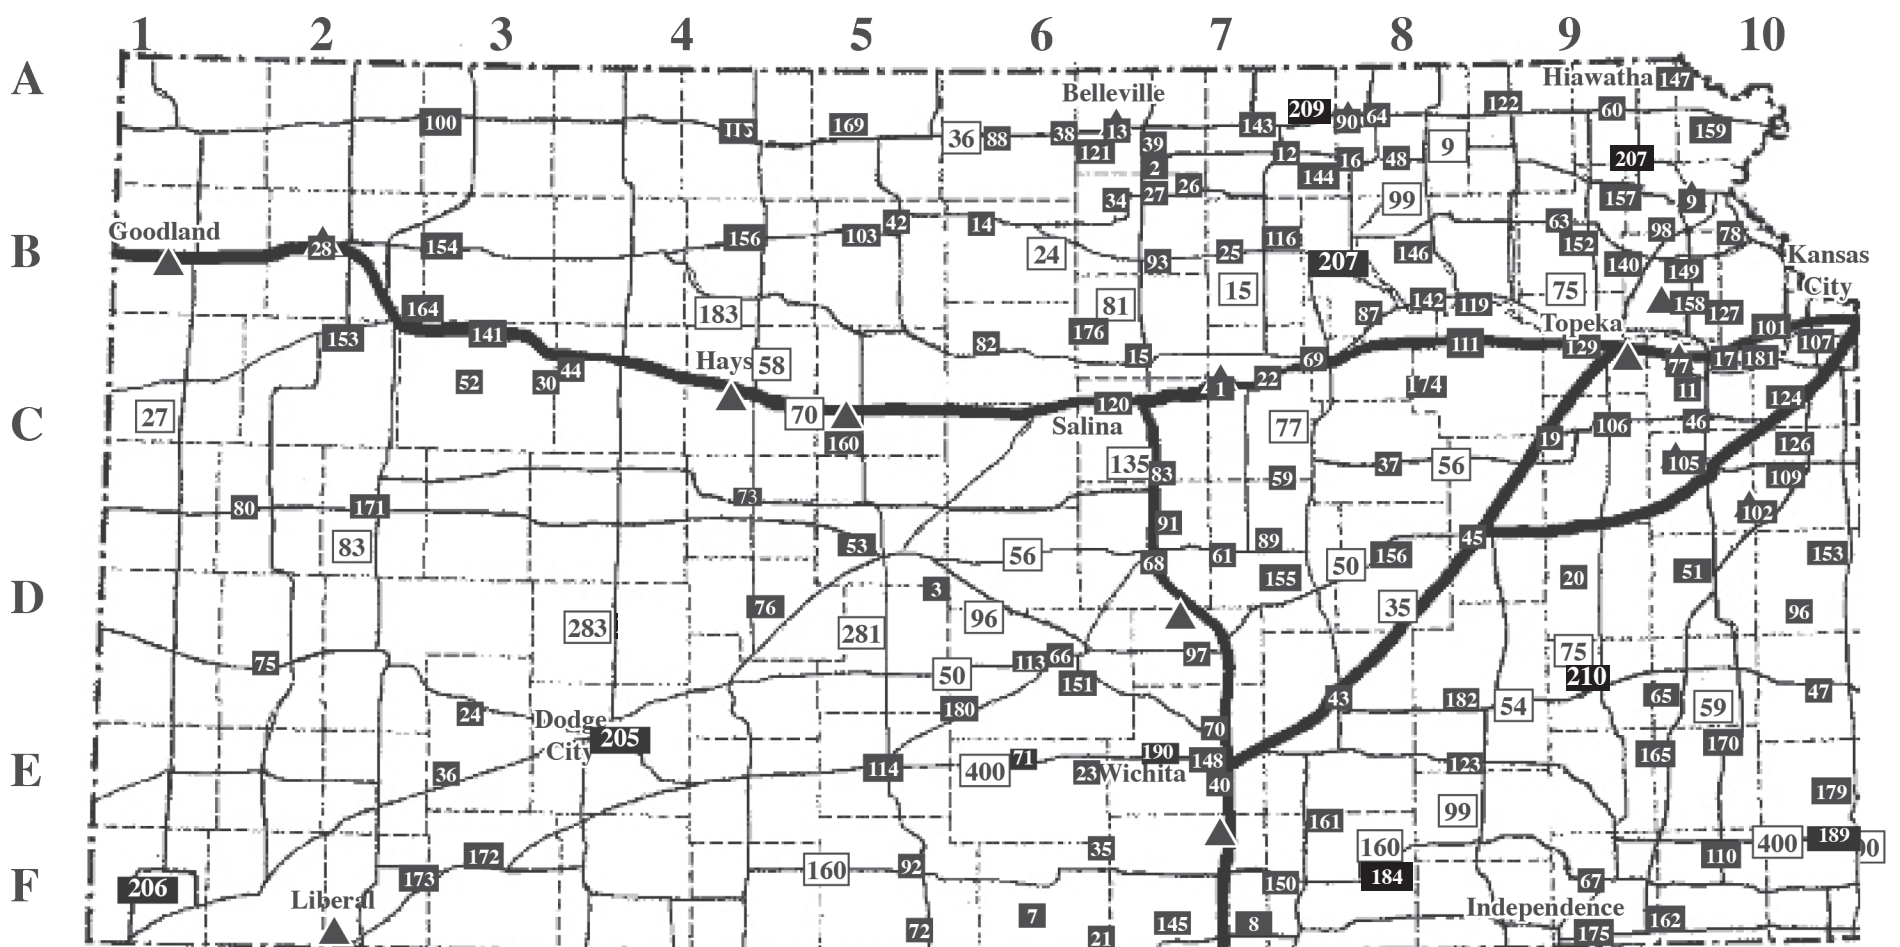 1 2 3 4 5 6 7 8 9 10
A
Hiawatha 147
Belleville
100 112 169 36 88 38 13 143 209 90 64 122 60 159
121 39 12 16 48 9 207
2 144
34 27 26 99 157 9
42 14 63 98 78
Goodland
B
28 154 156 103 24 93 25 116 207 146 152 140 149
Kansas
City
164 183 81 15 87 142 119 75 158 127
153 141 82 176 15 Topeka 101 107
111 129 17 181
Hays 58 69 77
52 30 44 1 22 174 11
C
27 70 120 77 106 46 124
Salina
160 135 83 59 37 56 19 105 126 109
80 171 73 91 102
83 53 56 68 61 89 50 156 45 153
D
3 155 20 51
76 96 35 96
283 281
75 50 113 66 97 75
151 210
24 180 43 182 54 65 59 47
Dodge
City
205 70
E
36 114 400 71 23 Wichita 190 148 123 165 170
40 179
161 99
35 160 400 189
172 110
F
206 173 160 92 150 184 67
Liberal
Independence
72 7 21 145 8 175 162